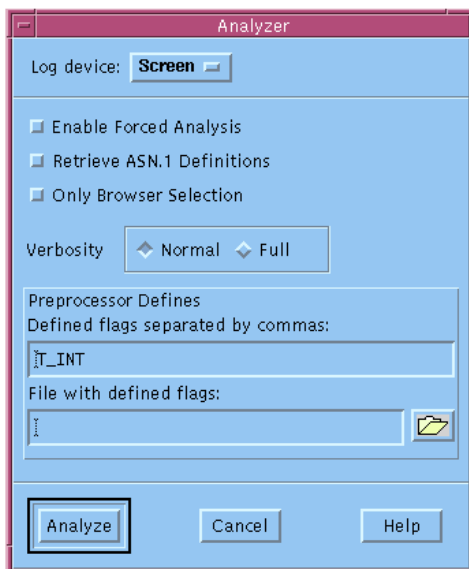 Analyzer
Log device: Screen
Enable Forced Analysis
Retrieve ASN.1 Definitions
Only Browser Selection
Verbosity Normal Full
Preprocessor Defines
Defined flags separated by commas:
T_INT
File with defined flags:
Analyze Cancel Help